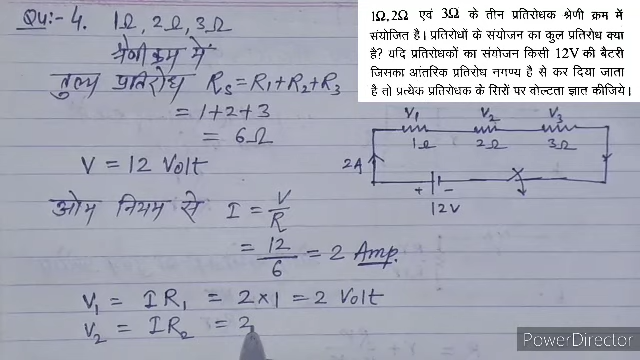 Qu:- 4. 1Ω, 2Ω, 3Ω
श्रेणीक्रम में
तुल्य प्रतिरोध Rs = R1 + R2 + R3
= 1+2+3
= 6Ω
V = 12 Volt
ओम नियम से I = V/R
= 12/6 = 2 Amp.
V1 = IR1 = 2×1 = 2 Volt
V2 = IR2 = 2
1Ω, 2Ω एवं 3Ω के तीन प्रतिरोधक श्रेणी क्रम में
संयोजित है। प्रतिरोधों के संयोजन का कुल प्रतिरोध क्या
है? यदि प्रतिरोधकों का संयोजन किसी 12V की बैटरी
जिसका आंतरिक प्रतिरोध नगण्य है से कर दिया जाता
है तो प्रत्येक प्रतिरोधक के सिरों पर वोल्टता ज्ञात कीजिये।
V1 V2 V3
1Ω 2Ω 3Ω
2A
+ -
12V
PowerDirector